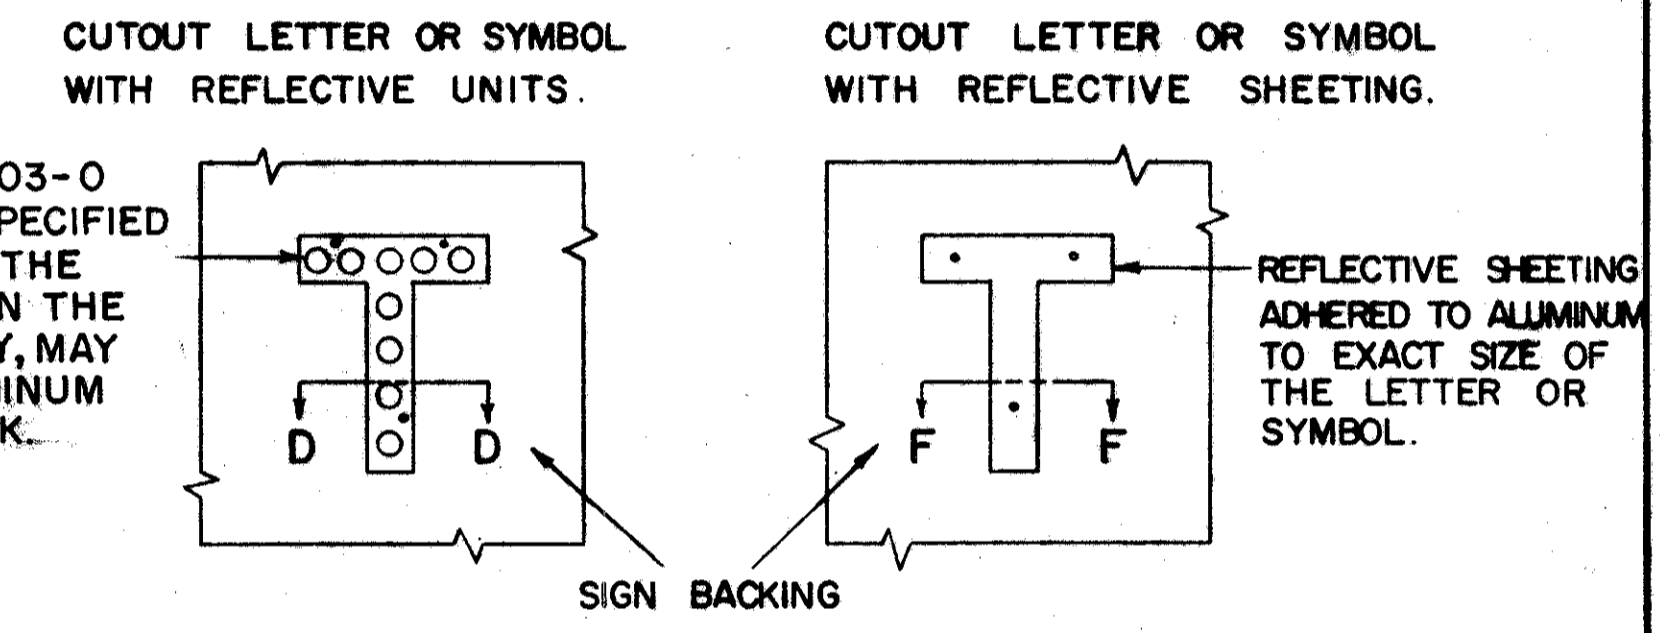 CUTOUT LETTER OR SYMBOL
WITH REFLECTIVE UNITS.
CUTOUT LETTER OR SYMBOL
WITH REFLECTIVE SHEETING.
03-0
PECIFIED
THE
N THE
Y, MAY
MINUM
K.
D D
F F
REFLECTIVE SHEETING
ADHERED TO ALUMINUM
TO EXACT SIZE OF
THE LETTER OR
SYMBOL.
SIGN BACKING